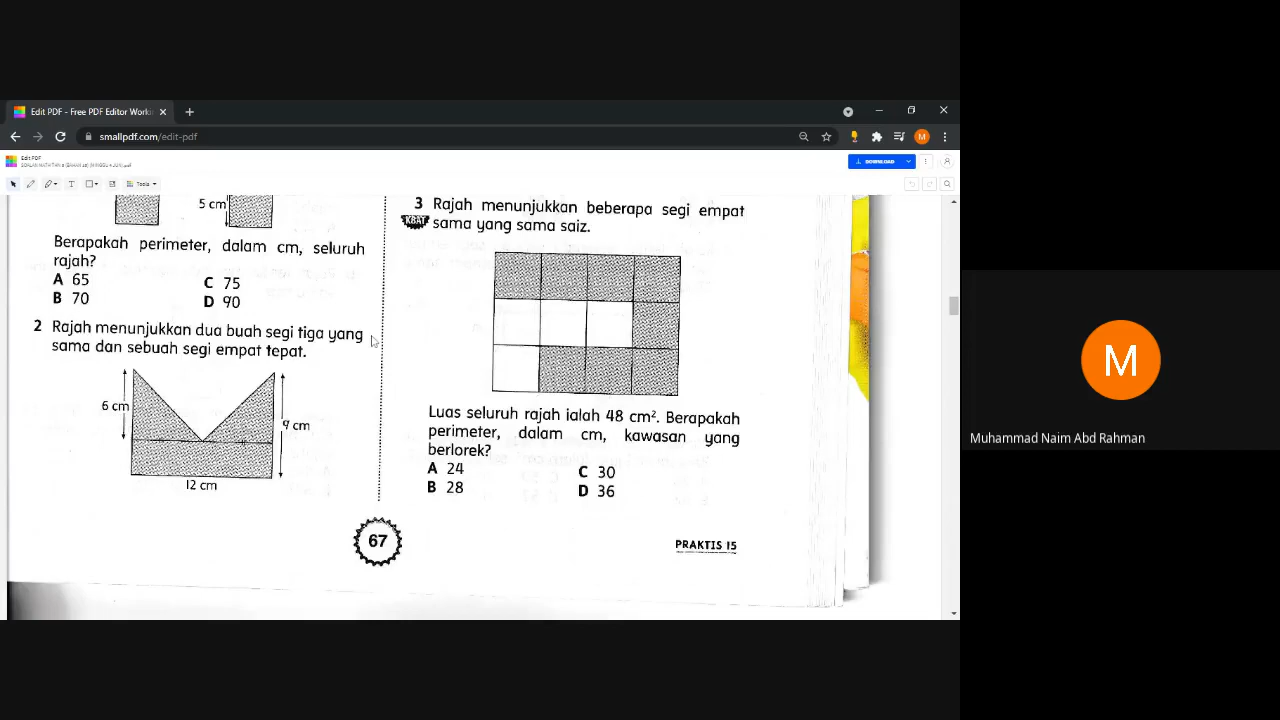 Edit PDF - Free PDF Editor Workin
smallpdf.com/edit-pdf
M
Edit PDF
DOWNLOAD
T
Tools
5 cm
Berapakah perimeter, dalam cm, seluruh
rajah?
A 65
C 75
B 70
D 90
2 Rajah menunjukkan dua buah segi tiga yang
sama dan sebuah segi empat tepat.
6 cm
9 cm
12 cm
3 Rajah menunjukkan beberapa segi empat
KBAT sama yang sama saiz.
Luas seluruh rajah ialah 48 cm². Berapakah
perimeter, dalam cm, kawasan yang
berlorek?
A 24
C 30
B 28
D 36
67
PRAKTIS 15
M
Muhammad Naim Abd Rahman